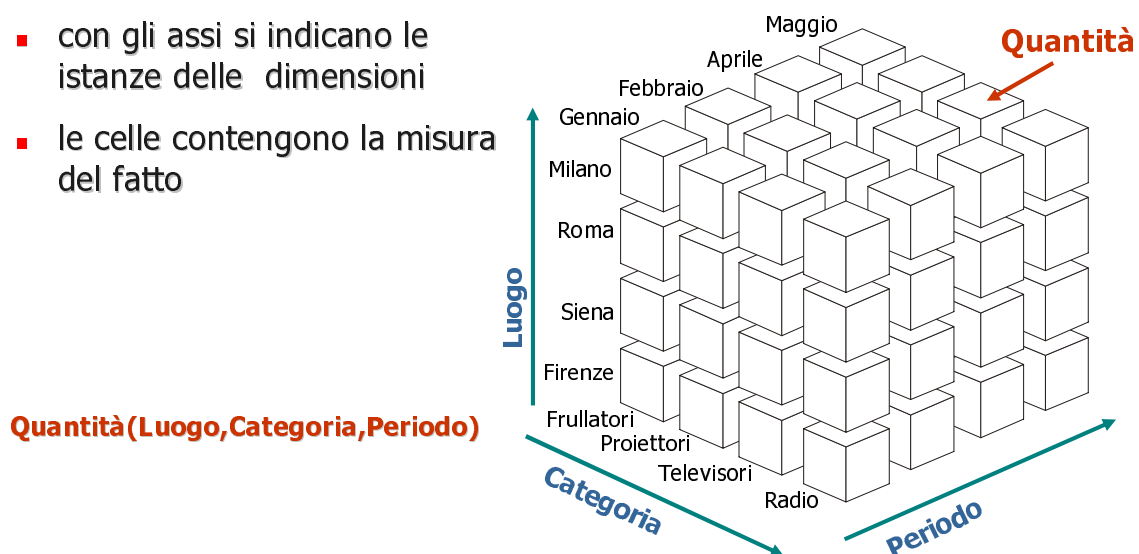 con gli assi si indicano le
istanze delle dimensioni
le celle contengono la misura
del fatto
Quantità(Luogo,Categoria,Periodo)
Maggio
Aprile
Febbraio
Gennaio
Quantità
Milano
Roma
Siena
Firenze
Luogo
Frullatori
Proiettori
Televisori
Radio
Categoria
Periodo